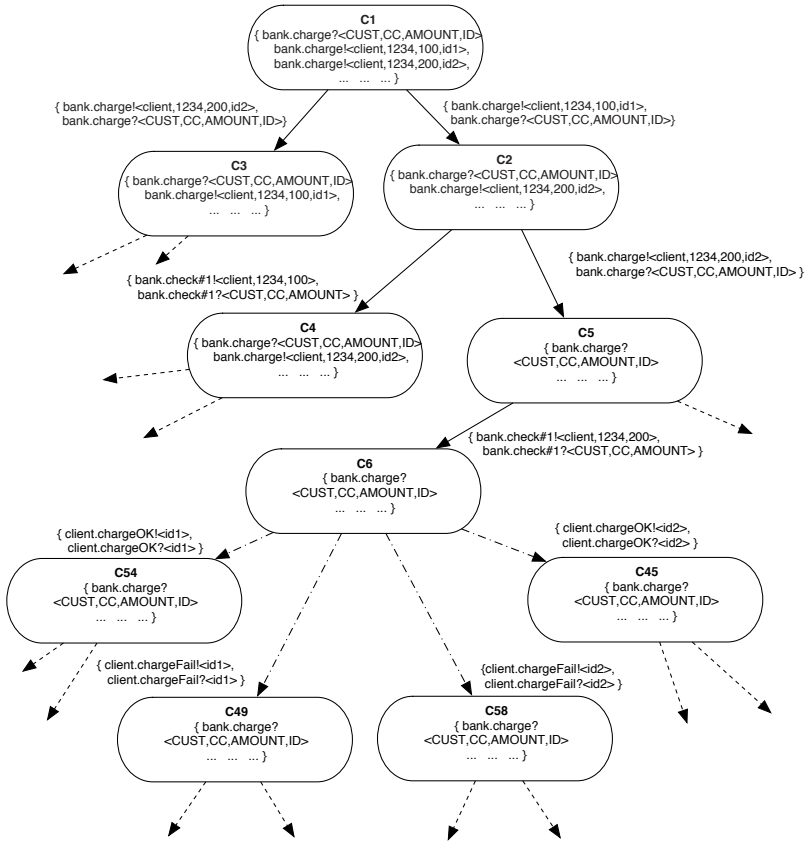 C1
{ bank.charge?<CUST,CC,AMOUNT,ID>
bank.charge!<client,1234,100,id1>,
bank.charge!<client,1234,200,id2>,
... ... ... }
{ bank.charge!<client,1234,200,id2>,
bank.charge?<CUST,CC,AMOUNT,ID>}
{ bank.charge!<client,1234,100,id1>,
bank.charge?<CUST,CC,AMOUNT,ID>}
C3
{ bank.charge?<CUST,CC,AMOUNT,ID>
bank.charge!<client,1234,100,id1>,
... ... ... }
C2
{ bank.charge?<CUST,CC,AMOUNT,ID>
bank.charge!<client,1234,200,id2>,
... ... ... }
{ bank.check#1!<client,1234,100>,
bank.check#1?<CUST,CC,AMOUNT> }
{ bank.charge!<client,1234,200,id2>,
bank.charge?<CUST,CC,AMOUNT,ID> }
C4
{ bank.charge?<CUST,CC,AMOUNT,ID>
bank.charge!<client,1234,200,id2>,
... ... ... }
C5
{ bank.charge?
<CUST,CC,AMOUNT,ID>
... ... ... }
{ bank.check#1!<client,1234,200>,
bank.check#1?<CUST,CC,AMOUNT> }
C6
{ bank.charge?
<CUST,CC,AMOUNT,ID>
... ... ... }
{ client.chargeOK!<id1>,
client.chargeOK?<id1> }
{ client.chargeOK!<id2>,
client.chargeOK?<id2> }
C54
{ bank.charge?
<CUST,CC,AMOUNT,ID>
... ... ... }
C45
{ bank.charge?
<CUST,CC,AMOUNT,ID>
... ... ... }
{ client.chargeFail!<id1>,
client.chargeFail?<id1> }
{client.chargeFail!<id2>,
client.chargeFail?<id2> }
C49
{ bank.charge?
<CUST,CC,AMOUNT,ID>
... ... ... }
C58
{ bank.charge?
<CUST,CC,AMOUNT,ID>
... ... ... }